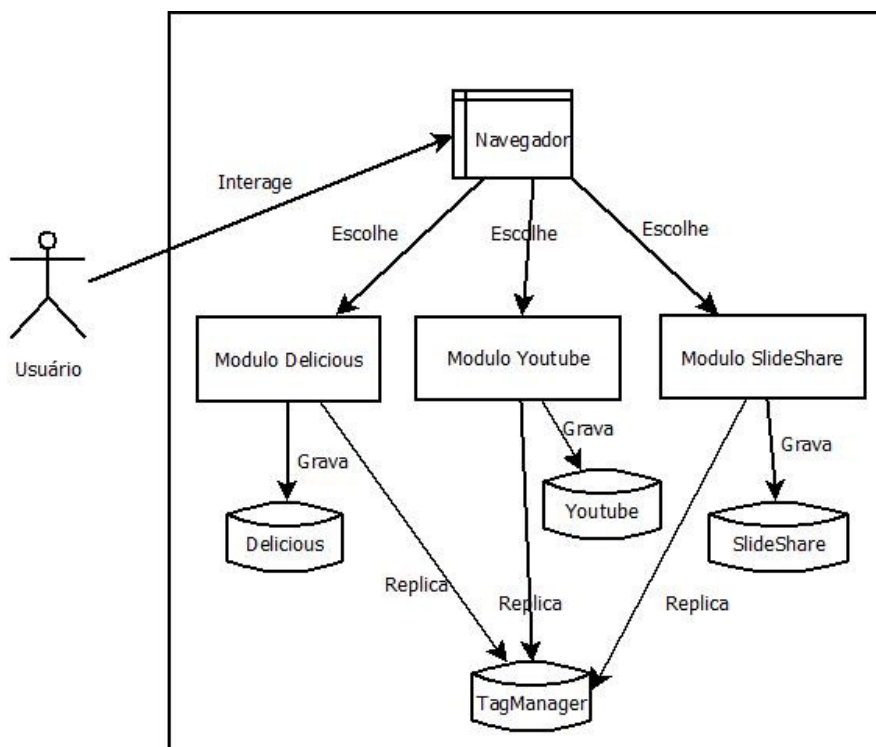 Navegador
Interage
Escolhe
Escolhe
Escolhe
Usuário
Modulo Delicious
Modulo Youtube
Modulo SlideShare
Grava
Grava
Grava
Delicious
Youtube
SlideShare
Replica
Replica
Replica
TagManager